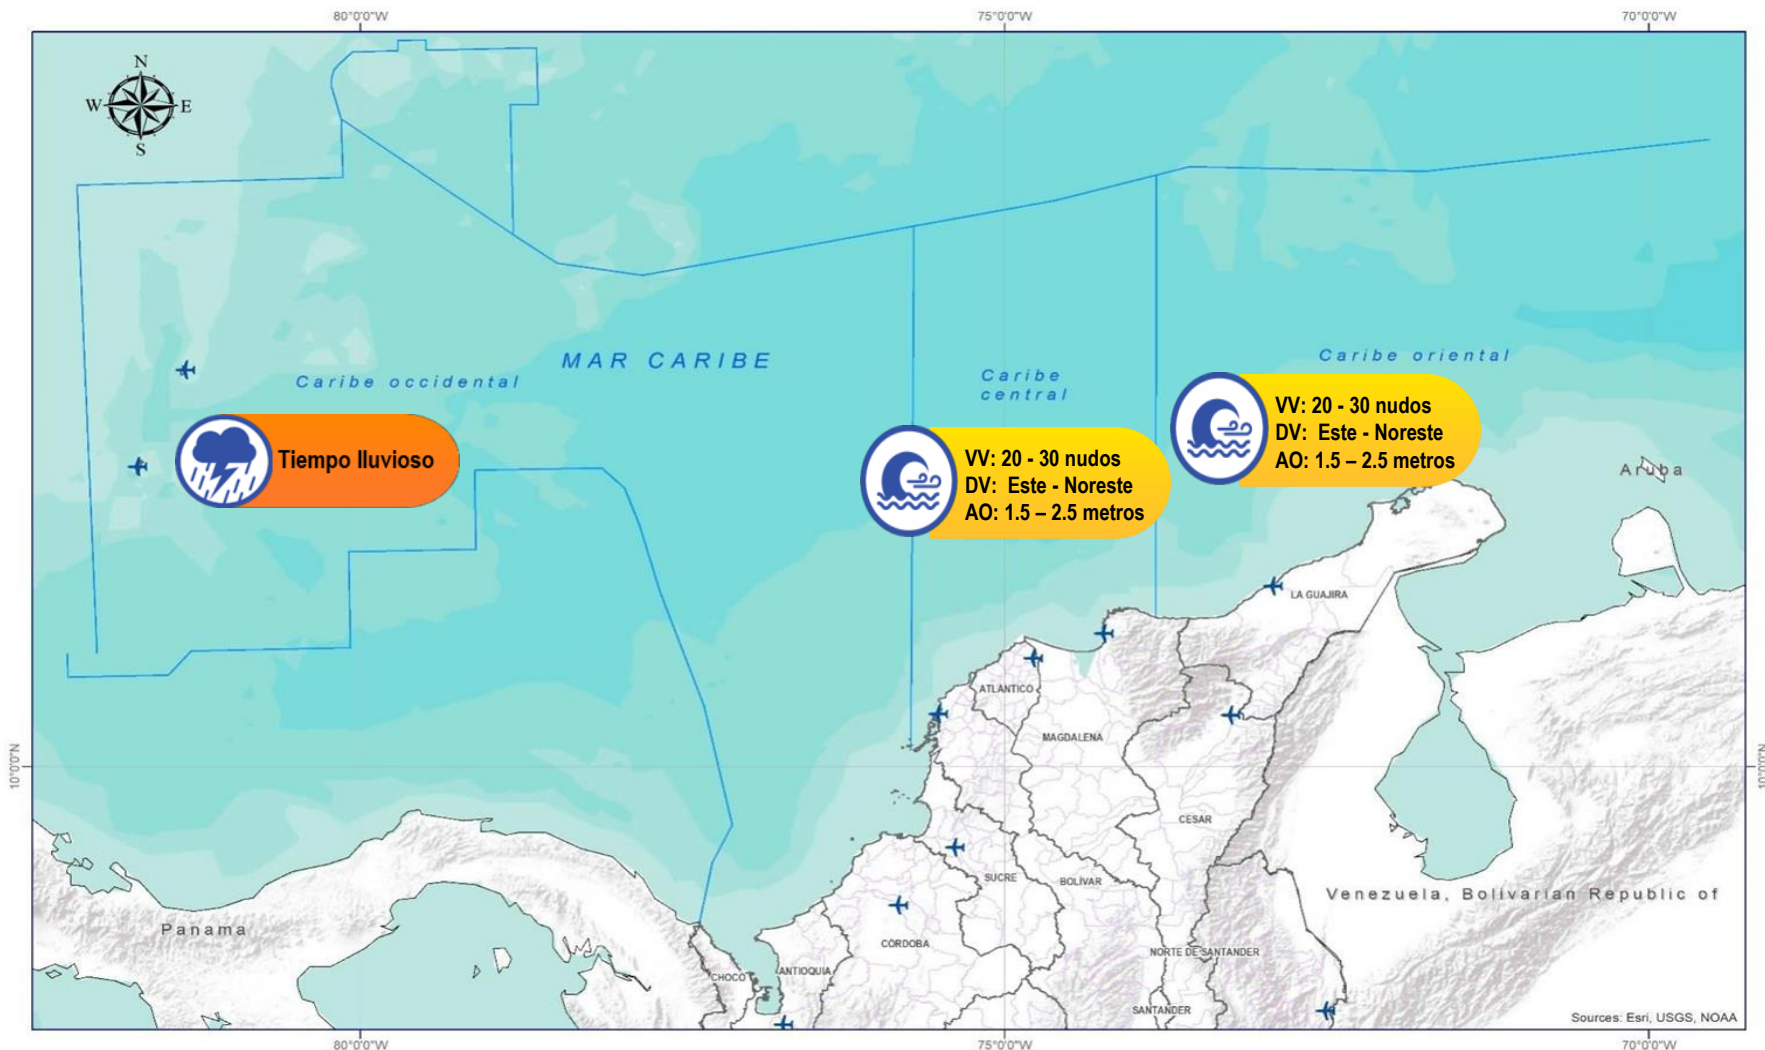 80°0'0"W
75°0'0"W
70°0'0"W
N
W
E
S
MAR CARIBE
Caribe occidental
Caribe
central
Caribe oriental
Tiempo lluvioso
VV: 20 - 30 nudos
DV: Este - Noreste
AO: 1.5 – 2.5 metros
VV: 20 - 30 nudos
DV: Este - Noreste
AO: 1.5 – 2.5 metros
Aruba
LA GUAJIRA
ATLANTICO
MAGDALENA
10°0'0"N
10°0'0"N
CESAR
SUCRE
BOLÍVAR
Venezuela, Bolivarian Republic of
Panama
CÓRDOBA
NORTE DE SANTANDER
CHOCO
ANTIOQUIA
SANTANDER
Sources: Esri, USGS, NOAA
80°0'0"W
75°0'0"W
70°0'0"W